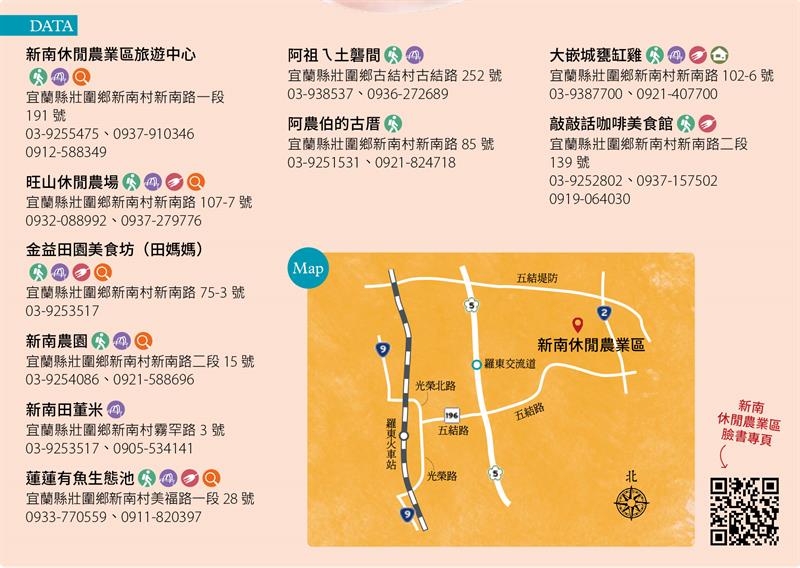 DATA
新南休閒農業區旅遊中心
宜蘭縣壯圍鄉新南村新南路一段
191 號
03-9255475、0937-910346
0912-588349
旺山休閒農場
宜蘭縣壯圍鄉新南村新南路 107-7 號
0932-088992、0937-279776
金益田園美食坊（田媽媽）
宜蘭縣壯圍鄉新南村新南路 75-3 號
03-9253517
新南農園
宜蘭縣壯圍鄉新南村新南路二段 15 號
03-9254086、0921-588696
新南田董米
宜蘭縣壯圍鄉新南村霧罕路 3 號
03-9253517、0905-534141
蓮蓮有魚生態池
宜蘭縣壯圍鄉新南村美福路一段 28 號
0933-770559、0911-820397
阿祖ㄟ土礱間
宜蘭縣壯圍鄉古結村古結路 252 號
03-938537、0936-272689
阿農伯的古厝
宜蘭縣壯圍鄉新南村新南路 85 號
03-9251531、0921-824718
大嵌城甕缸雞
宜蘭縣壯圍鄉新南村新南路 102-6 號
03-9387700、0921-407700
敲敲話咖啡美食館
宜蘭縣壯圍鄉新南村新南路二段
139 號
03-9252802、0937-157502
0919-064030
Map
五結堤防
5
2
新南休閒農業區
9
羅東交流道
光榮北路
196
五結路
五結路
羅東火車站
光榮路
5
9
北
新南
休閒農業區
臉書專頁